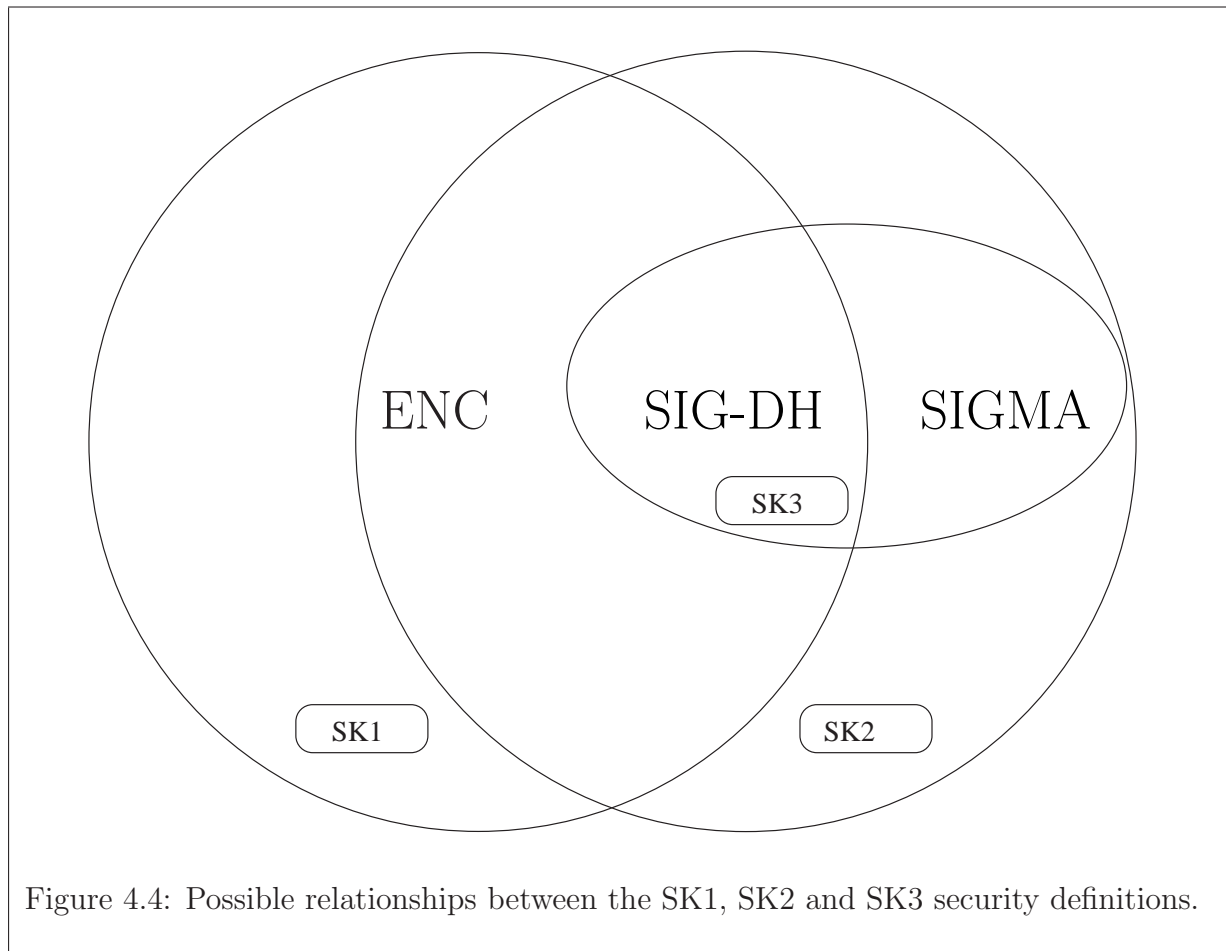 ENC SIG-DH SIGMA
SK3
SK1 SK2
Figure 4.4: Possible relationships between the SK1, SK2 and SK3 security definitions.